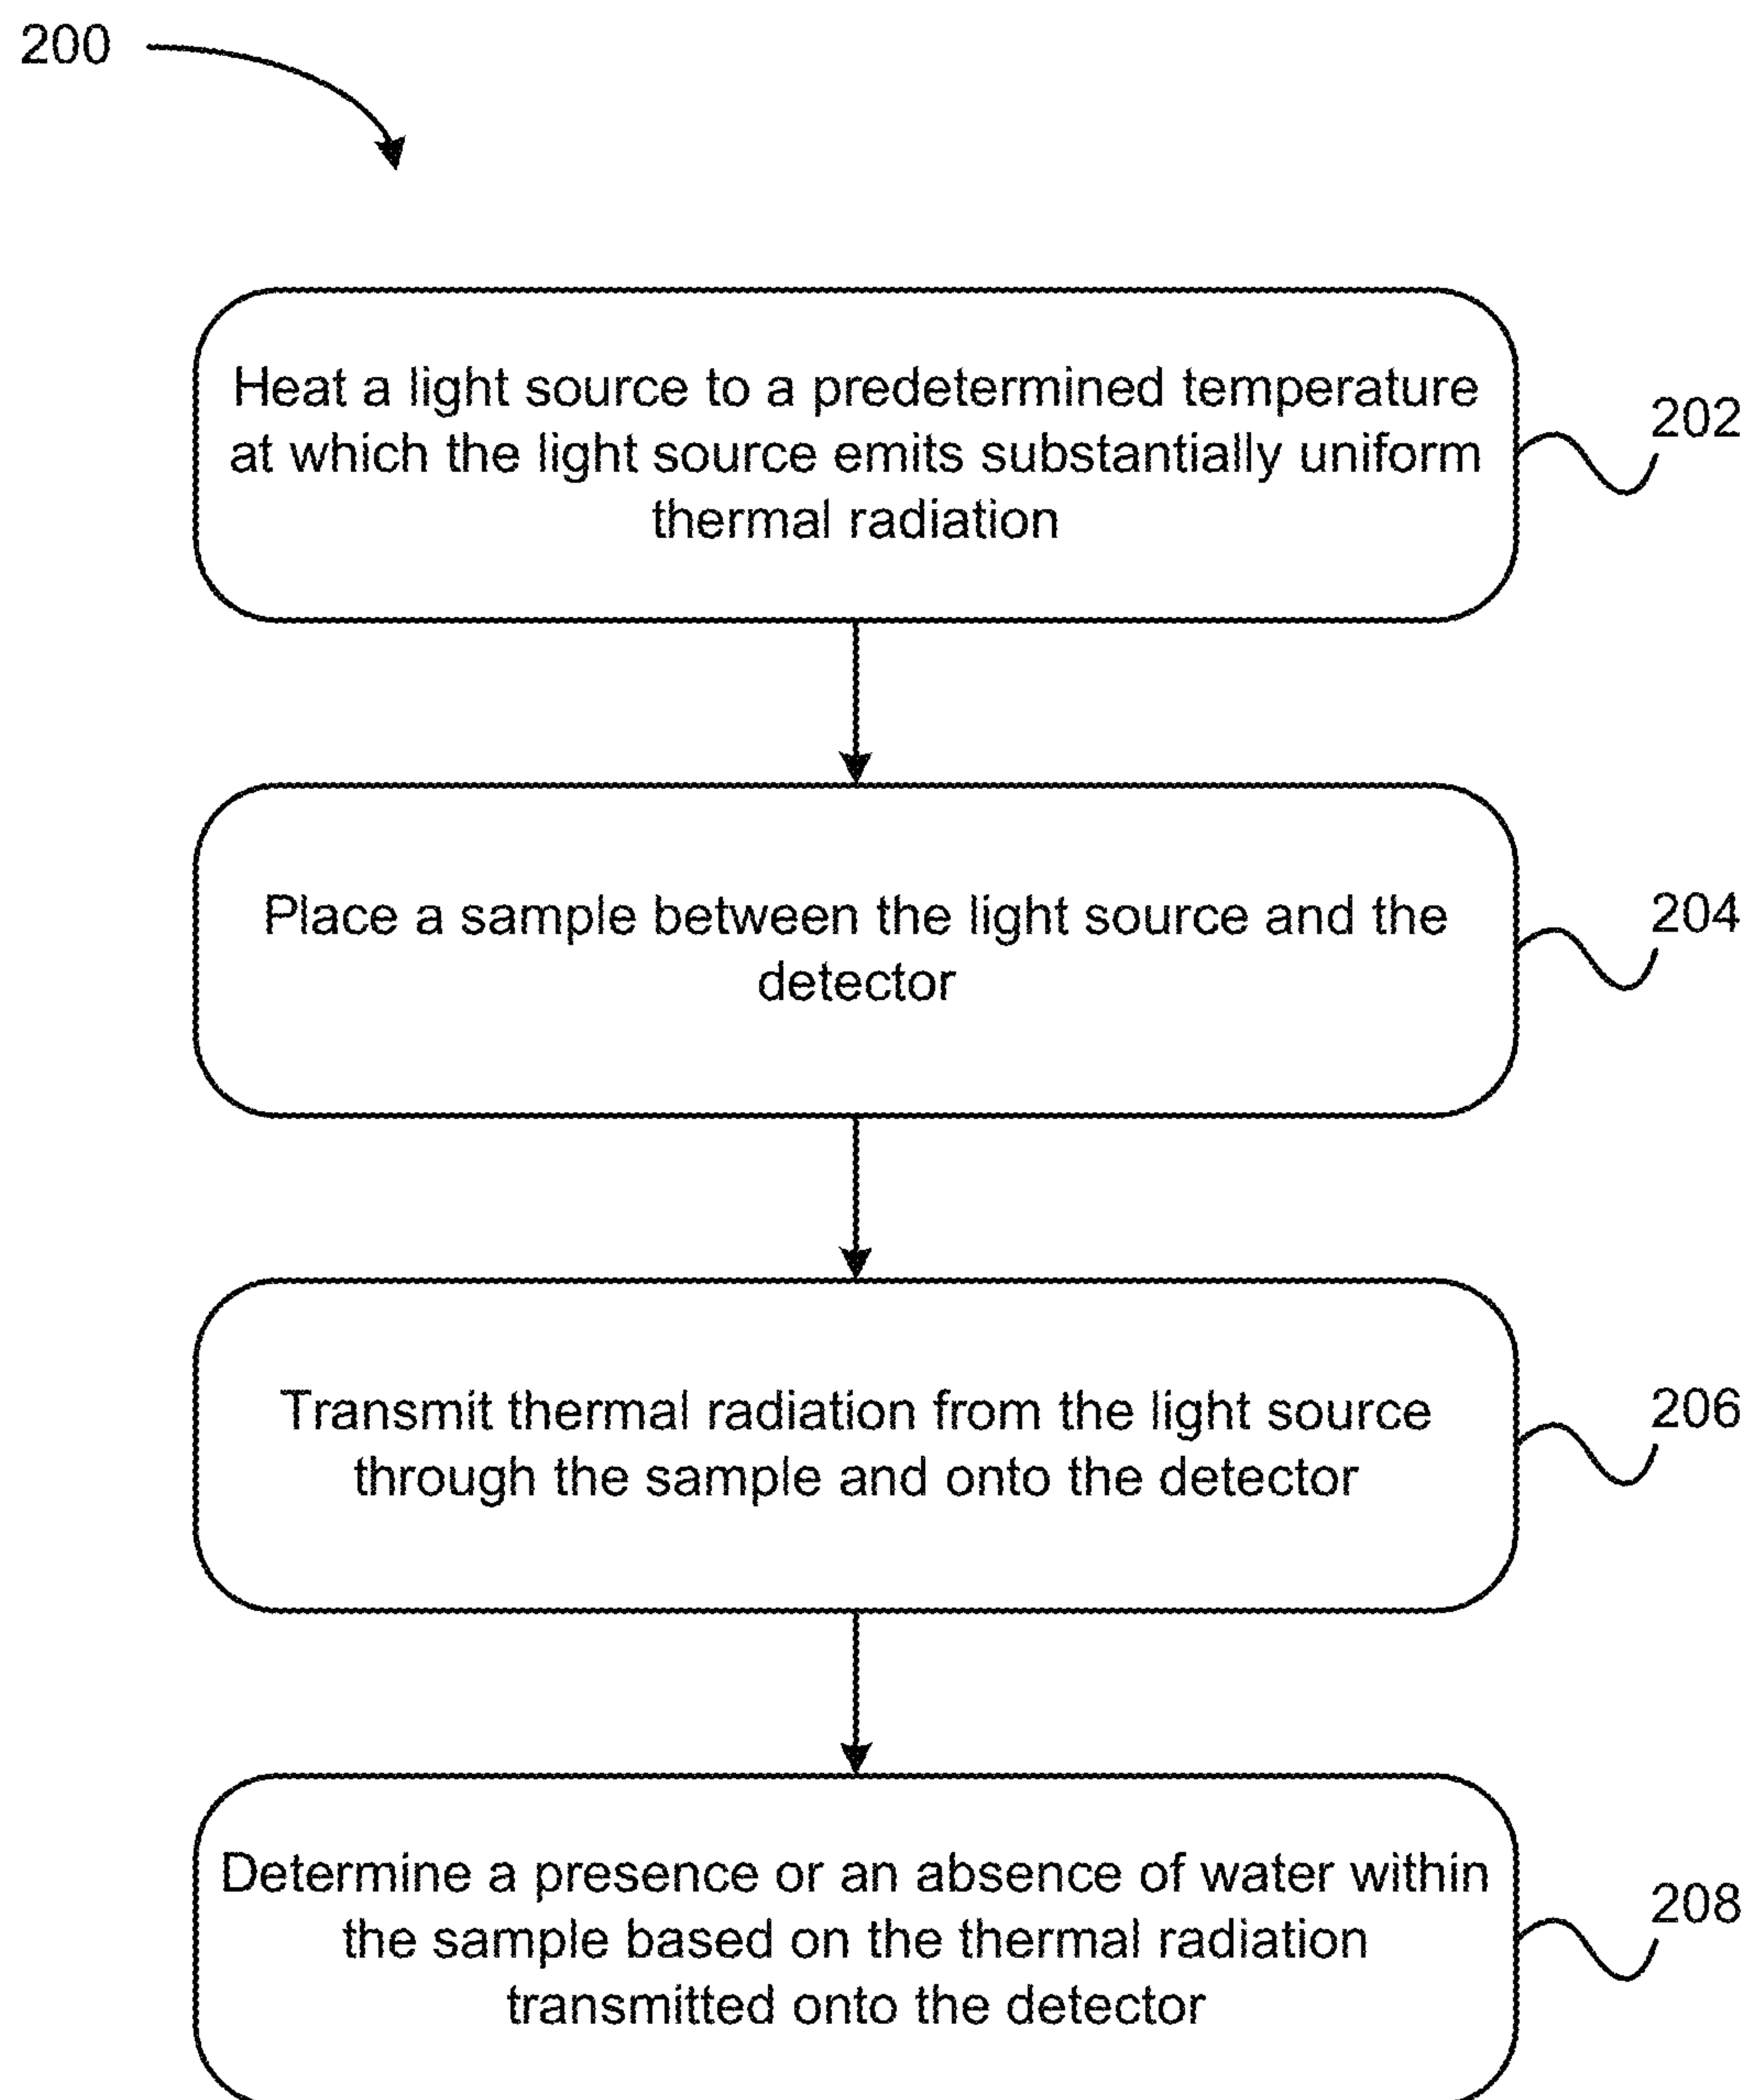 200
Heat a light source to a predetermined temperature
at which the light source emits substantially uniform
thermal radiation
202
Place a sample between the light source and the
detector
204
Transmit thermal radiation from the light source
through the sample and onto the detector
206
Determine a presence or an absence of water within
the sample based on the thermal radiation
transmitted onto the detector
208